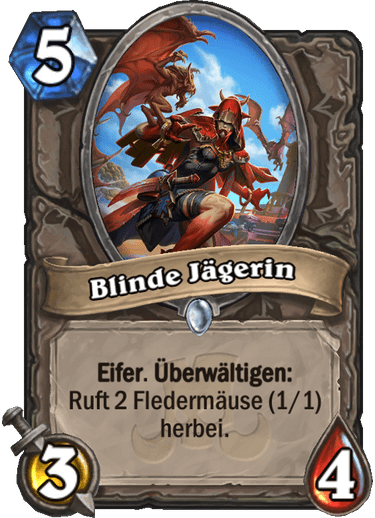 5
Blinde Jägerin
Eifer. Überwältigen:
Ruft 2 Fledermäuse (1/1)
herbei.
3
4